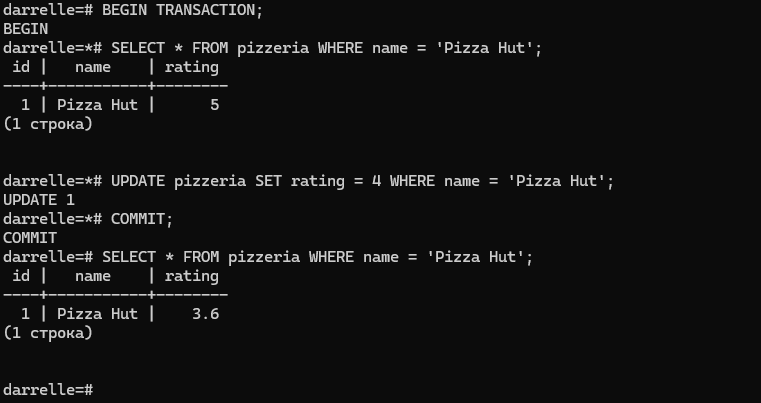 darrelle=# BEGIN TRANSACTION;
BEGIN
darrelle=*# SELECT * FROM pizzeria WHERE name = 'Pizza Hut';
 id |   name    | rating
----+-----------+--------
  1 | Pizza Hut |      5
(1 строка)
darrelle=*# UPDATE pizzeria SET rating = 4 WHERE name = 'Pizza Hut';
UPDATE 1
darrelle=*# COMMIT;
COMMIT
darrelle=# SELECT * FROM pizzeria WHERE name = 'Pizza Hut';
 id |   name    | rating
----+-----------+--------
  1 | Pizza Hut |    3.6
(1 строка)
darrelle=#